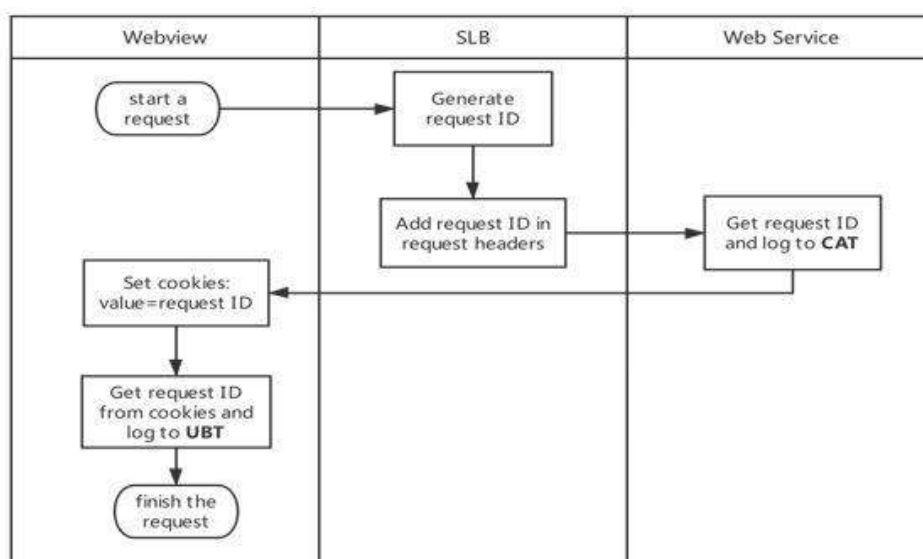 Webview
SLB
Web Service
start a
request
Generate
request ID
Add request ID in
request headers
Get request ID
and log to CAT
Set cookies:
value=request ID
Get request ID
from cookies and
log to UBT
finish the
request